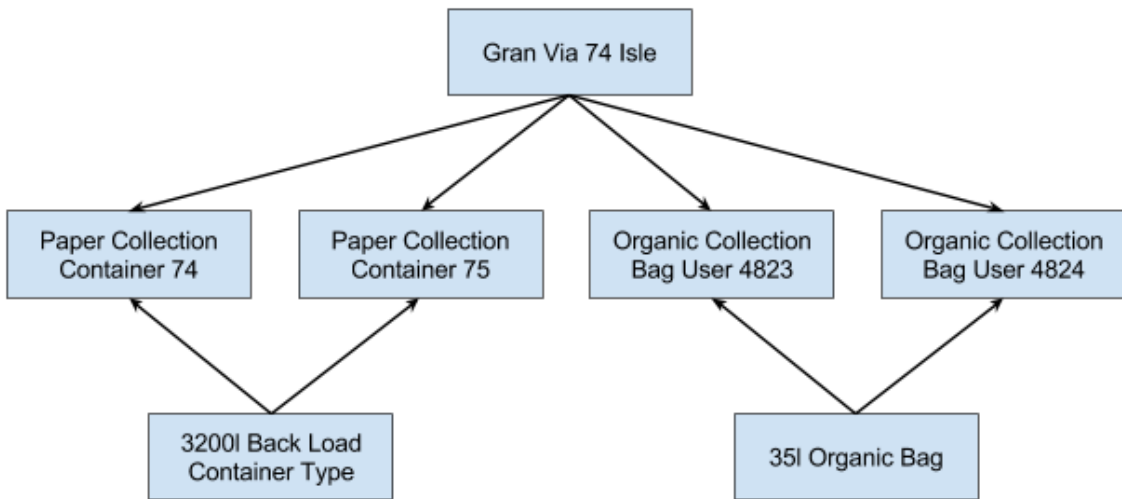 Gran Via 74 Isle
Paper Collection
Container 74
Paper Collection
Container 75
Organic Collection
Bag User 4823
Organic Collection
Bag User 4824
3200l Back Load
Container Type
35l Organic Bag